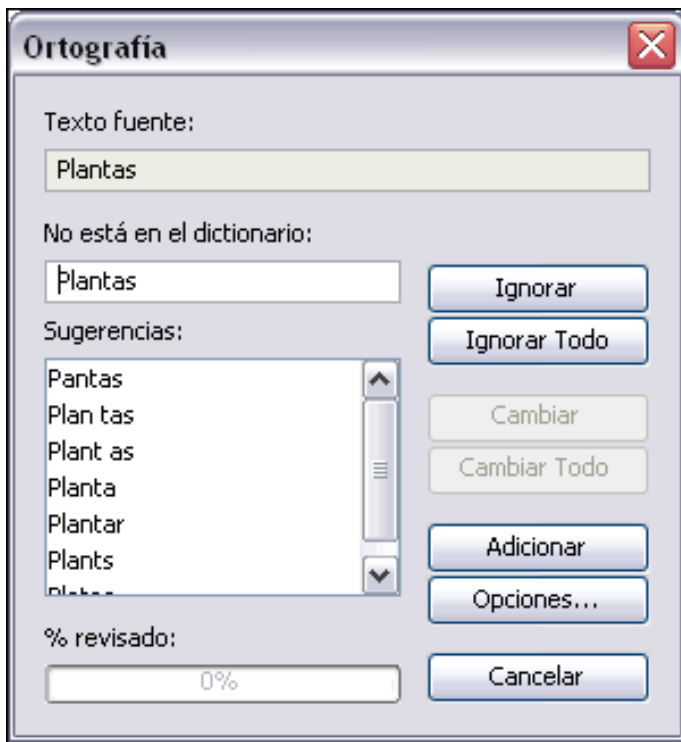 Ortografía
Texto fuente:
Plantas
No está en el dictionario:
Plantas
Ignorar
Sugerencias:
Ignorar Todo
Pantas
Plan tas
Cambiar
Plant as
Cambiar Todo
Planta
Plantar
Adicionar
Plants
Opciones...
% revisado:
0%
Cancelar